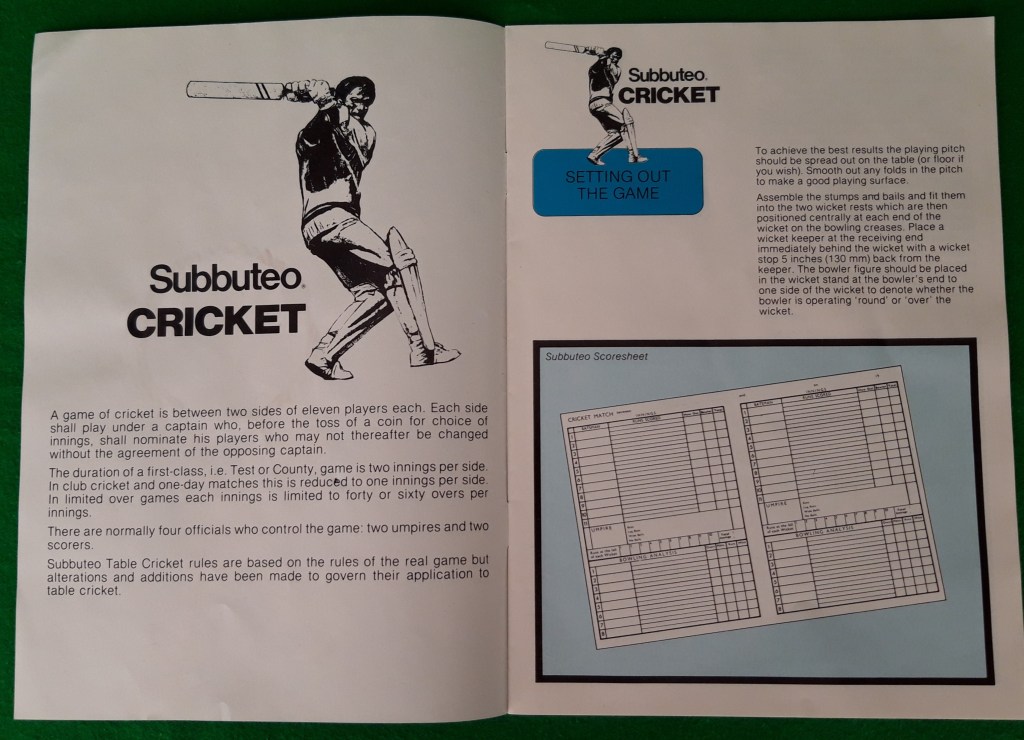 Subbuteo®
CRICKET
A game of cricket is between two sides of eleven players each. Each side
shall play under a captain who, before the toss of a coin for choice of
innings, shall nominate his players who may not thereafter be changed
without the agreement of the opposing captain.
The duration of a first-class, i.e. Test or County, game is two innings per side.
In club cricket and one-day matches this is reduced to one innings per side.
In limited over games each innings is limited to forty or sixty overs per
innings.
There are normally four officials who control the game: two umpires and two
scorers.
Subbuteo Table Cricket rules are based on the rules of the real game but
alterations and additions have been made to govern their application to
table cricket.
Subbuteo®
CRICKET
SETTING OUT
THE GAME
To achieve the best results the playing pitch
should be spread out on the table (or floor if
you wish). Smooth out any folds in the pitch
to make a good playing surface.
Assemble the stumps and bails and fit them
into the two wicket rests which are then
positioned centrally at each end of the
wicket on the bowling creases. Place a
wicket keeper at the receiving end
immediately behind the wicket with a wicket
stop 5 inches (130 mm) back from the
keeper. The bowler figure should be placed
in the wicket stand at the bowler's end to
one side of the wicket to denote whether the
bowler is operating 'round' or 'over' the
wicket.
Subbuteo Scoresheet
CRICKET MATCH
INNINGS
BATSMAN
UMPIRE
BOWLING ANALYSIS
INNINGS
BATSMAN
UMPIRE
BOWLING ANALYSIS